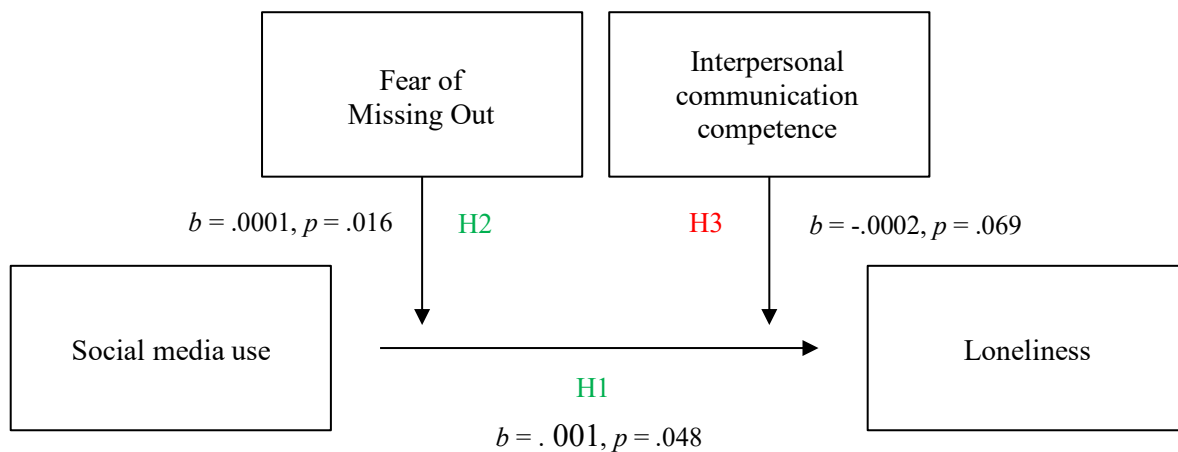 Fear of
Missing Out
Interpersonal
communication
competence
b = .0001, p = .016
H2
H3
b = -.0002, p = .069
Social media use
Loneliness
H1
b = . 001, p = .048